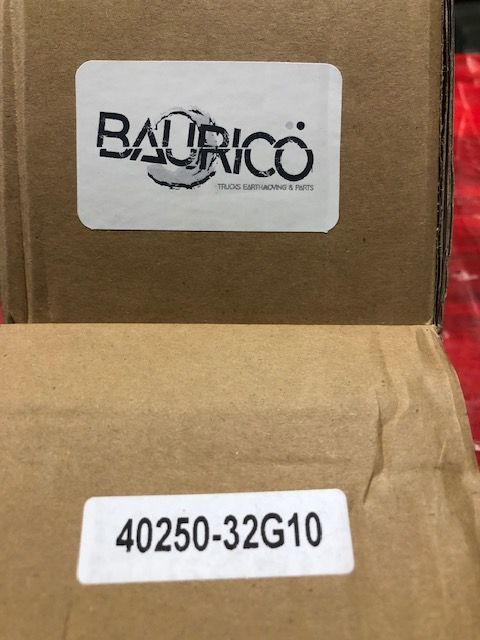 BAURICÖ
TRUCKS EARTHMOVING & PARTS
40250-32G10